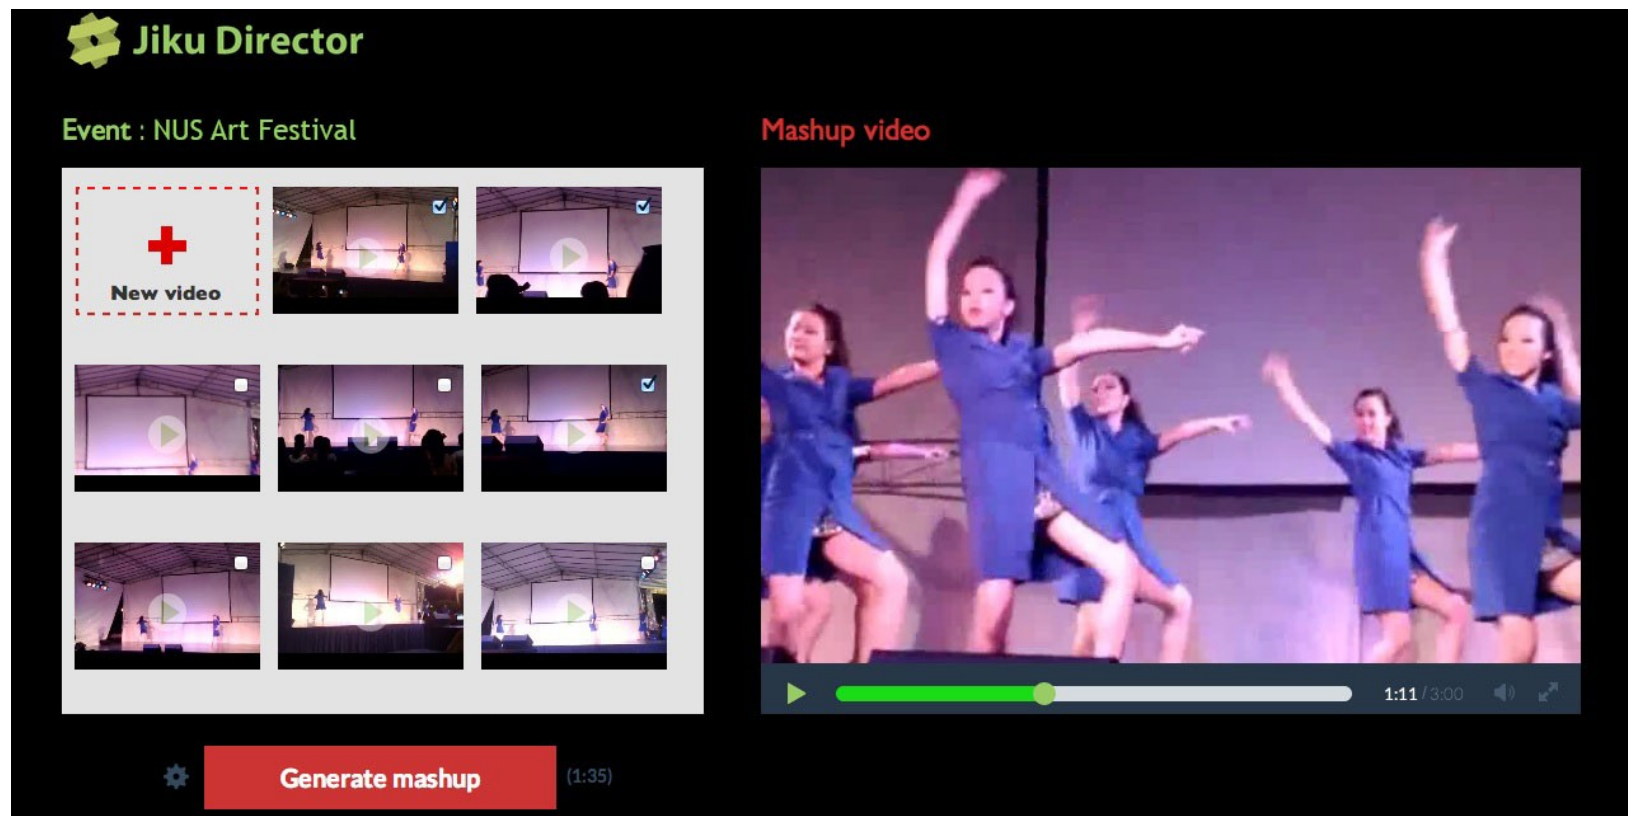 Jiku Director
Event : NUS Art Festival
Mashup video
New video
1:11 / 3:00
Generate mashup
(1:35)